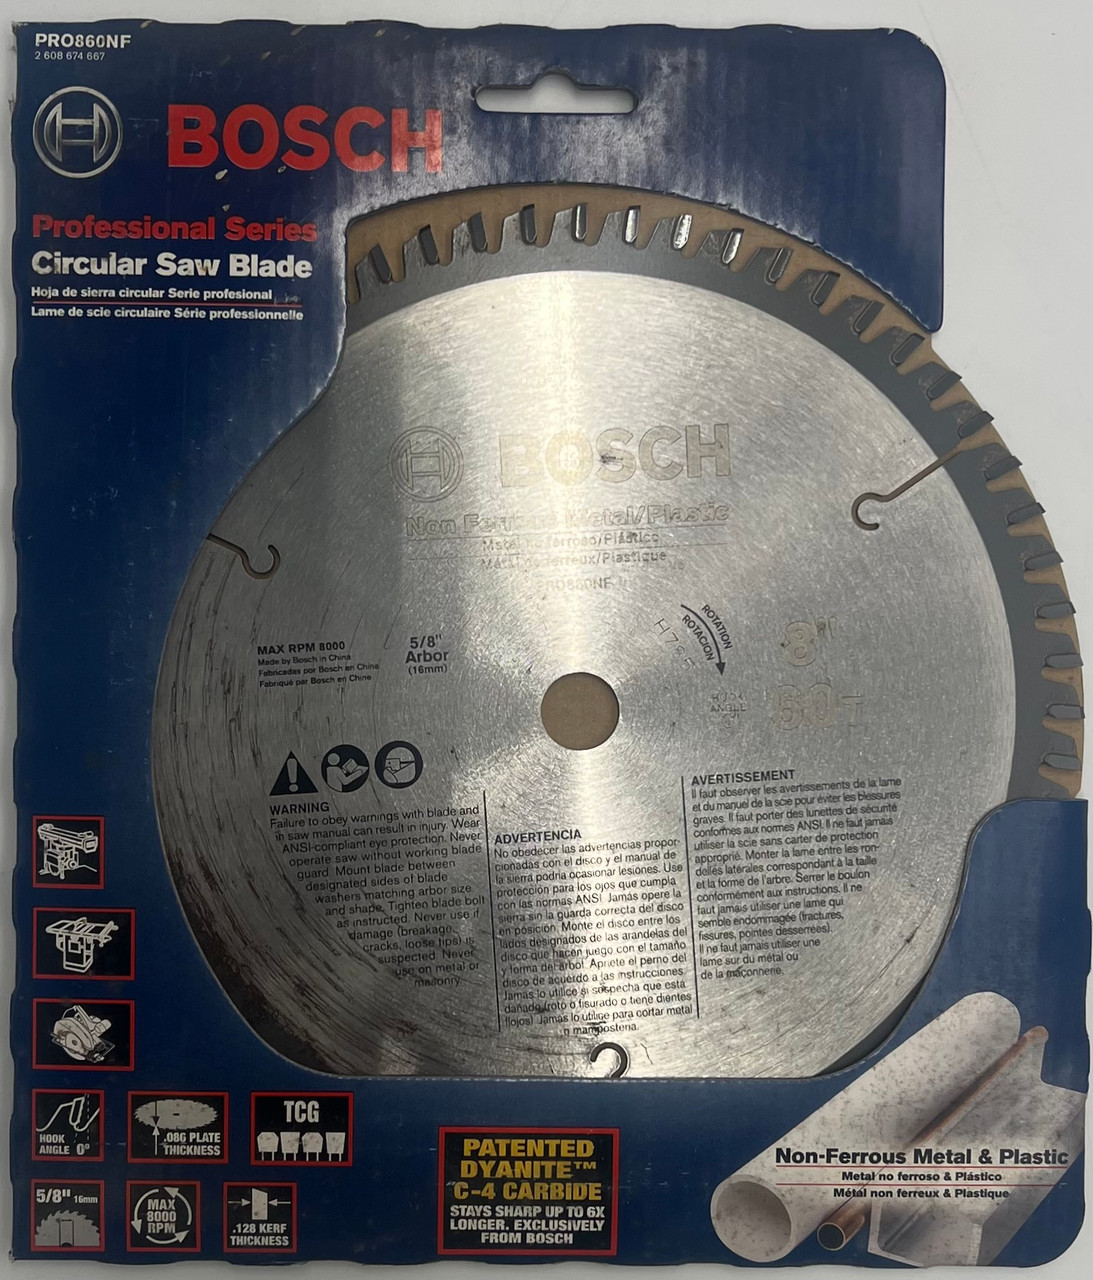 PRO860NF
2 608 674 667
BOSCH
Professional Series
Circular Saw Blade
Hoja de sierra circular Serie profesional
Lame de scie circulaire Série professionnelle
BOSCH
Non Ferrous Metal/Plastic
Metal no ferroso/Plástico
Métal non ferreux/Plastique
PRO860NF
MAX RPM 8000
Made by Bosch in China
Fabricadas por Bosch en China
Fabriqué par Bosch en Chine
5/8"
Arbor
(16mm)
ROTATION
ROTACION
8"
HOOK
ANGLE
0°
60
WARNING
Failure to obey warnings with blade and
in saw manual can result in injury. Wear
ANSI-compliant eye protection. Never
operate saw without working blade
guard. Mount blade between
designated sides of blade
washers matching arbor size
and shape. Tighten blade bolt
as instructed. Never use if
damage (breakage,
cracks, loose tips) is
suspected. Never
use on metal or
masonry.
ADVERTENCIA
No obedecer las advertencias propor-
cionadas con el disco y el manual de
la sierra podria ocasionar lesiones. Use
protección para los ojos que cumpla
con las normas ANSI. Jamás opere la
sierra sin la guarda correcta del disco
en posición. Monte el disco entre los
lados designados de las arandelas del
disco que hacen juego con el tamaño
y forma del árbol. Apriete el perno del
disco de acuerdo a las instrucciones.
Jamás lo utilice si sospecha que está
dañado (roto o fisurado o tiene dientes
flojos). Jamás lo utilice para cortar metal
o mampostena.
AVERTISSEMENT
Il faut observer les avertissements de la lame
et du manuel de la scie pour éviter les blessures
graves. Il faut porter des lunettes de sécurité
conformes aux normes ANSI. Il ne faut jamais
utiliser la scie sans carter de protection
approprié. Monter la lame entre les ron-
delles latérales correspondant à la taille
et la forme de l'arbre. Serrer le boulon
conformément aux instructions. Il ne
faut jamais utiliser une lame qui
semble endommagée (fractures,
fissures, pointes desserrées).
Il ne faut jamais utiliser une
lame sur du métal ou
de la maçonnerie.
HOOK
ANGLE 0°
.086 PLATE
THICKNESS
TCG
5/8" 16mm
MAX
8000
RPM
.128 KERF
THICKNESS
PATENTED
DYANITE™
C-4 CARBIDE
STAYS SHARP UP TO 6X
LONGER. EXCLUSIVELY
FROM BOSCH
Non-Ferrous Metal & Plastic
Metal no ferroso & Plástico
Métal non ferreux & Plastique